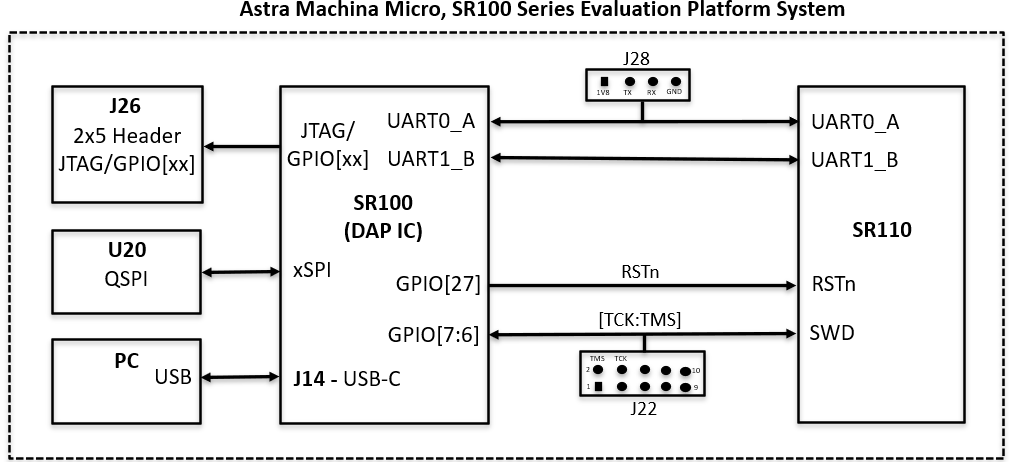 Astra Machina Micro, SR100 Series Evaluation Platform System
J28
1V8 TX RX GND
J26
2x5 Header
JTAG/GPIO[xx]
JTAG/
GPIO[xx]
UART0_A
UART1_B
SR100
(DAP IC)
UART0_A
UART1_B
SR110
U20
QSPI
xSPI
GPIO[27]
RSTn
RSTn
GPIO[7:6]
[TCK:TMS]
SWD
PC
USB
J14 - USB-C
TMS TCK
2 10
1 9
J22